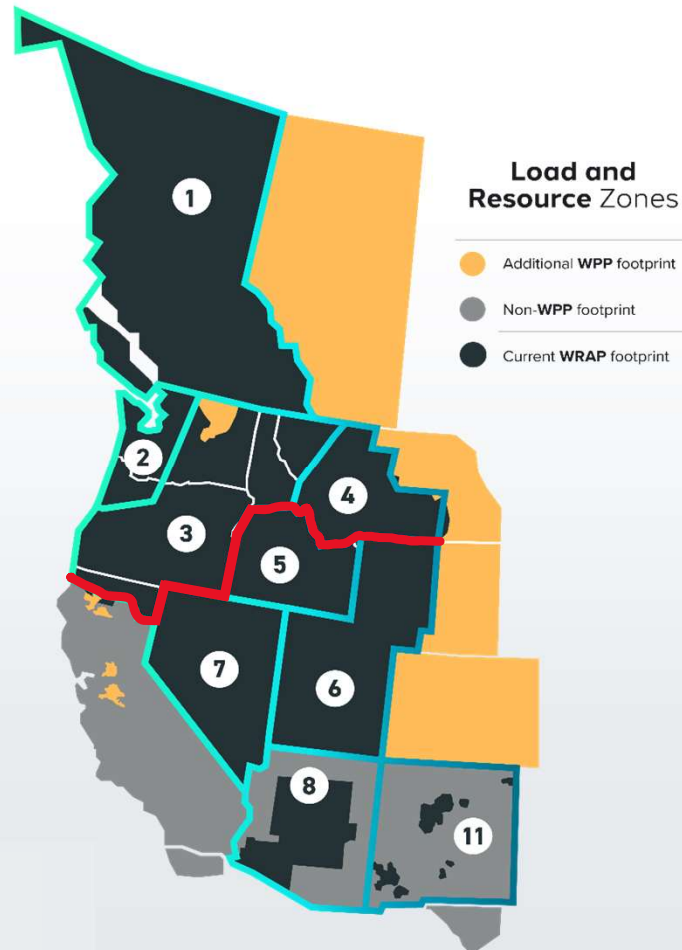 Load and
Resource Zones
Additional WPP footprint
Non-WPP footprint
Current WRAP footprint
1
2
3
4
5
7
6
8
11